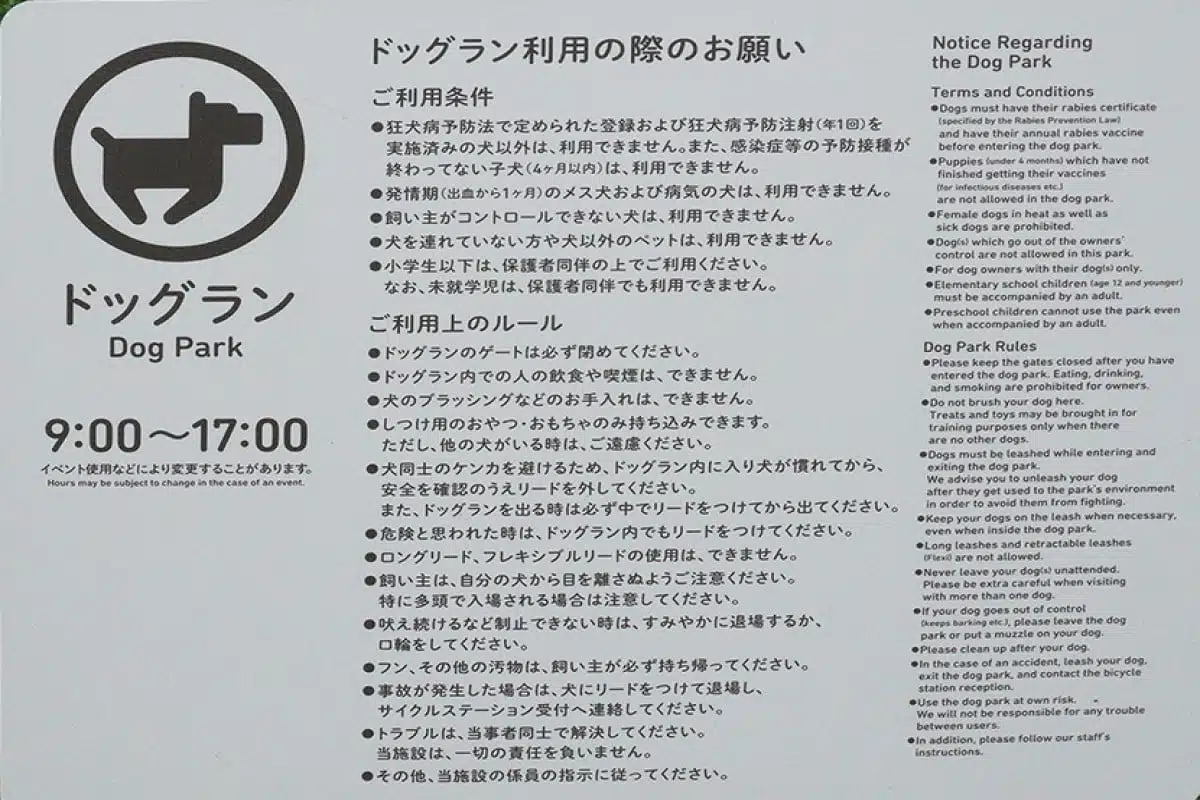 ドッグラン
Dog Park
9:00〜17:00
イベント使用などにより変更することがあります。
Hours may be subject to change in the case of an event.
ドッグラン利用の際のお願い
ご利用条件
●狂犬病予防法で定められた登録および狂犬病予防注射(年1回)を
実施済みの犬以外は、利用できません。また、感染症等の予防接種が
終わってない子犬(4ヶ月以内)は、利用できません。
●発情期(出血から1ヶ月)のメス犬および病気の犬は、利用できません。
●飼い主がコントロールできない犬は、利用できません。
●犬を連れていない方や犬以外のペットは、利用できません。
●小学生以下は、保護者同伴の上でご利用ください。
なお、未就学児は、保護者同伴でも利用できません。
ご利用上のルール
●ドッグランのゲートは必ず閉めてください。
●ドッグラン内での人の飲食や喫煙は、できません。
●犬のブラッシングなどのお手入れは、できません。
●しつけ用のおやつ・おもちゃのみ持ち込みできます。
ただし、他の犬がいる時は、ご遠慮ください。
●犬同士のケンカを避けるため、ドッグラン内に入り犬が慣れてから、
安全を確認のうえリードを外してください。
また、ドッグランを出る時は必ず中でリードをつけてから出てください。
●危険と思われた時は、ドッグラン内でもリードをつけてください。
●ロングリード、フレキシブルリードの使用は、できません。
●飼い主は、自分の犬から目を離さぬようご注意ください。
特に多頭で入場される場合は注意してください。
●吠え続けるなど制止できない時は、すみやかに退場するか、
口輪をしてください。
●フン、その他の汚物は、飼い主が必ず持ち帰ってください。
●事故が発生した場合は、犬にリードをつけて退場し、
サイクルステーション受付へ連絡してください。
●トラブルは、当事者同士で解決してください。
当施設は、一切の責任を負いません。
●その他、当施設の係員の指示に従ってください。
Notice Regarding
the Dog Park
Terms and Conditions
●Dogs must have their rabies certificate
(specified by the Rabies Prevention Law)
and have their annual rabies vaccine
before entering the dog park.
●Puppies (under 4 months) which have not
finished getting their vaccines
(for infectious diseases etc.)
are not allowed in the dog park.
●Female dogs in heat as well as
sick dogs are prohibited.
●Dog(s) which go out of the owners'
control are not allowed in this park.
●For dog owners with their dog(s) only.
●Elementary school children (age 12 and younger)
must be accompanied by an adult.
●Preschool children cannot use the park even
when accompanied by an adult.
Dog Park Rules
●Please keep the gates closed after you have
entered the dog park. Eating, drinking,
and smoking are prohibited for owners.
●Do not brush your dog here.
Treats and toys may be brought in for
training purposes only when there
are no other dogs.
●Dogs must be leashed while entering and
exiting the dog park.
We advise you to unleash your dog
after they get used to the park's environment
in order to avoid them from fighting.
●Keep your dogs on the leash when necessary,
even when inside the dog park.
●Long leashes and retractable leashes
(Flexi) are not allowed.
●Never leave your dog(s) unattended.
Please be extra careful when visiting
with more than one dog.
●If your dog goes out of control
(keeps barking etc.), please leave the dog
park or put a muzzle on your dog.
●Please clean up after your dog.
●In the case of an accident, leash your dog,
exit the dog park, and contact the bicycle
station reception.
●Use the dog park at own risk.
We will not be responsible for any trouble
between users.
●In addition, please follow our staff's
instructions.